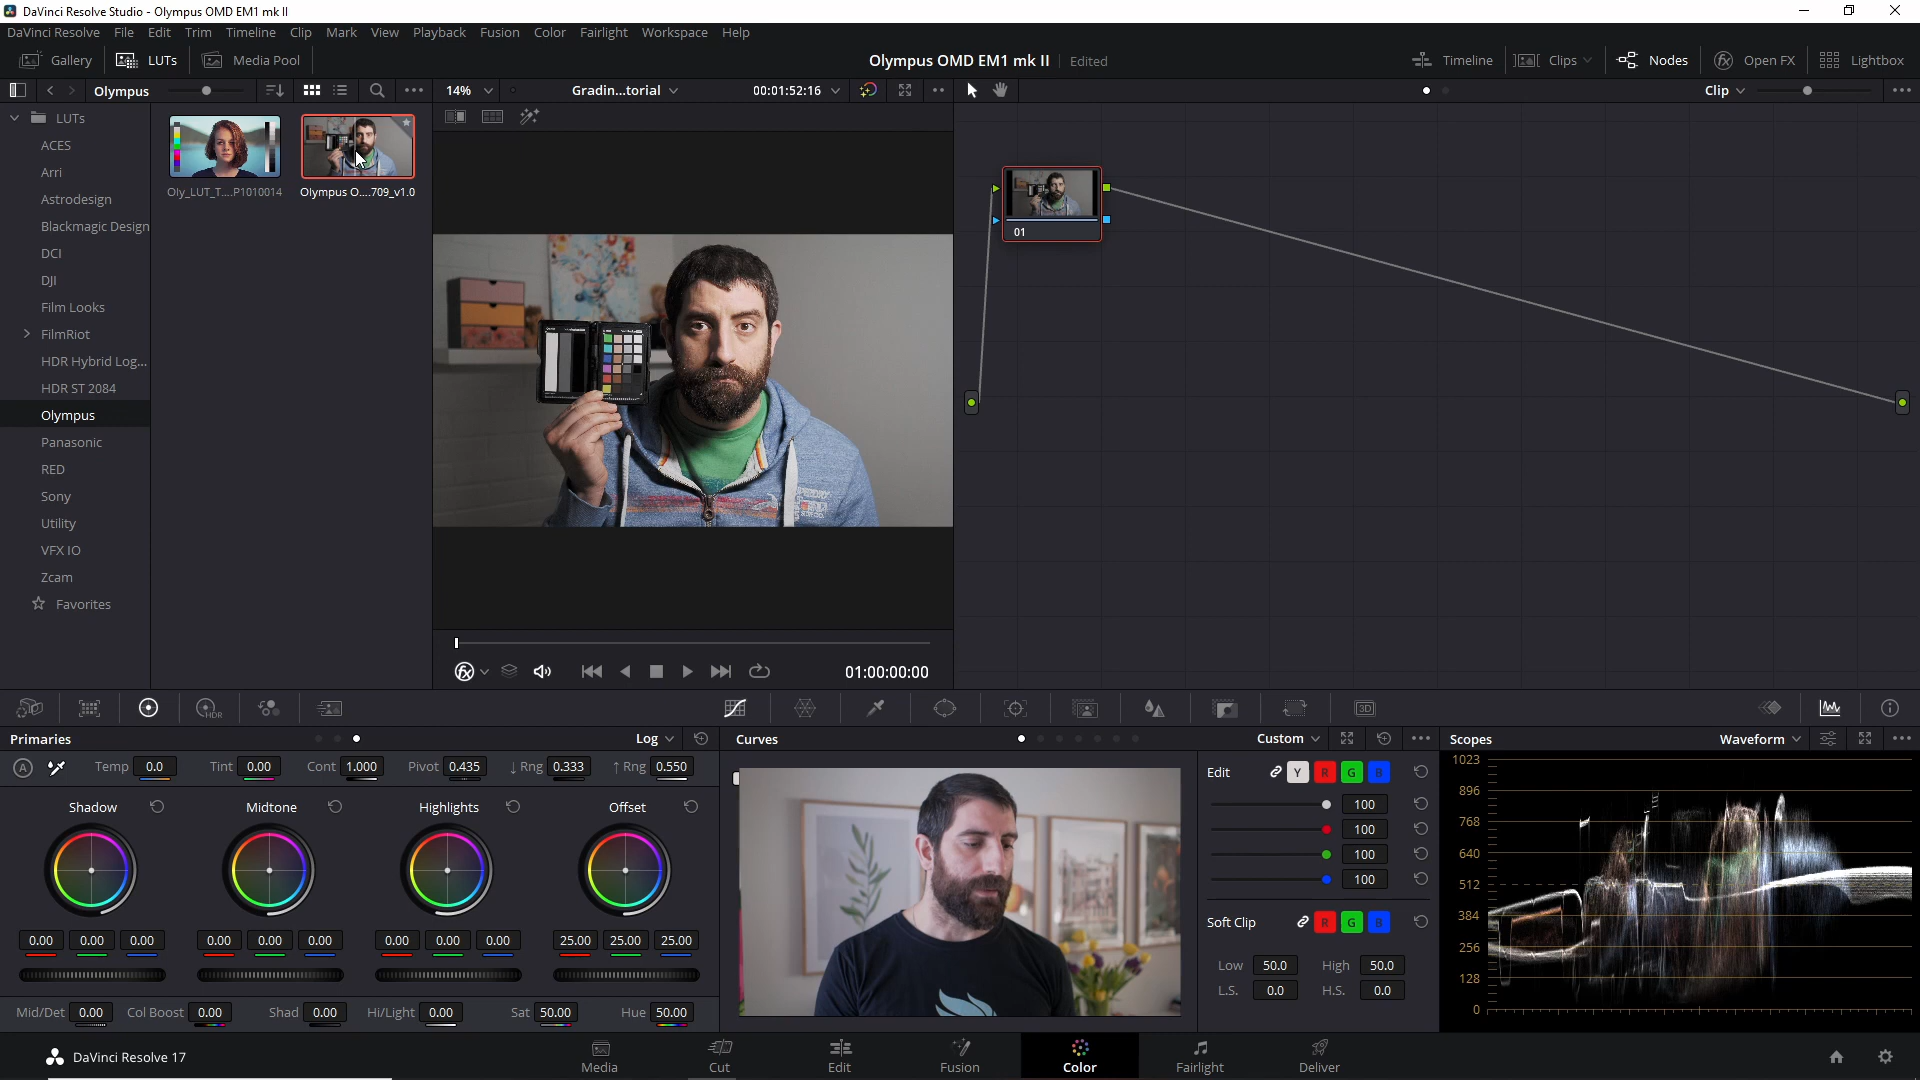 DaVinci Resolve Studio - Olympus OMD EM1 mk II
DaVinci Resolve File Edit Trim Timeline Clip Mark View Playback Fusion Color Fairlight Workspace Help
Gallery LUTs Media Pool Olympus OMD EM1 mk II Edited Timeline Clips Nodes Open FX Lightbox
Olympus 14% Gradin...torial 00:01:52:16 Clip
LUTs
ACES
Arri
Astrodesign
Blackmagic Design
DCI
DJI
Film Looks
FilmRiot
HDR Hybrid Log...
HDR ST 2084
Olympus
Panasonic
RED
Sony
Utility
VFX IO
Zcam
Favorites
Oly_LUT_T....P1010014 Olympus O....709_v1.0
01
01:00:00:00
HDR 3D
Primaries Log Curves Custom Scopes Waveform
A Temp 0.0 Tint 0.00 Cont 1.000 Pivot 0.435 ↓ Rng 0.333 ↑ Rng 0.550
Shadow Midtone Highlights Offset
0.00 0.00 0.00 0.00 0.00 0.00 0.00 0.00 0.00 25.00 25.00 25.00
Mid/Det 0.00 Col Boost 0.00 Shad 0.00 Hi/Light 0.00 Sat 50.00 Hue 50.00
Edit Y R G B
100
100
100
100
Soft Clip R G B
Low 50.0 High 50.0
L.S. 0.0 H.S. 0.0
1023
896
768
640
512
384
256
128
0
DaVinci Resolve 17 Media Cut Edit Fusion Color Fairlight Deliver